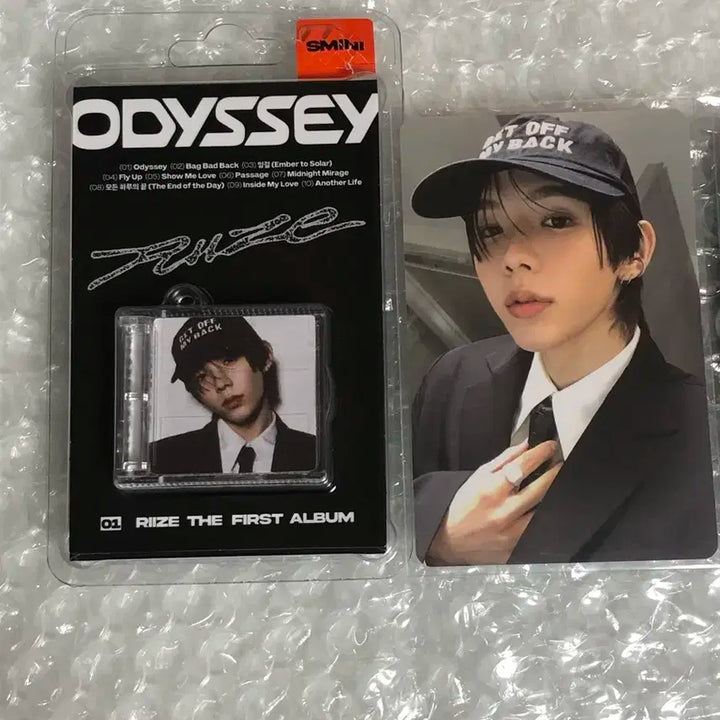 SMINI
ODYSSEY
(01) Odyssey (02) Bag Bad Back (03) 잉걸 (Ember to Solar)
(04) Fly Up (05) Show Me Love (06) Passage (07) Midnight Mirage
(08) 모든 하루의 끝 (The End of the Day) (09) Inside My Love (10) Another Life
RIIZE
GET OFF
MY BACK
01 RIIZE THE FIRST ALBUM
GET OFF
MY BACK